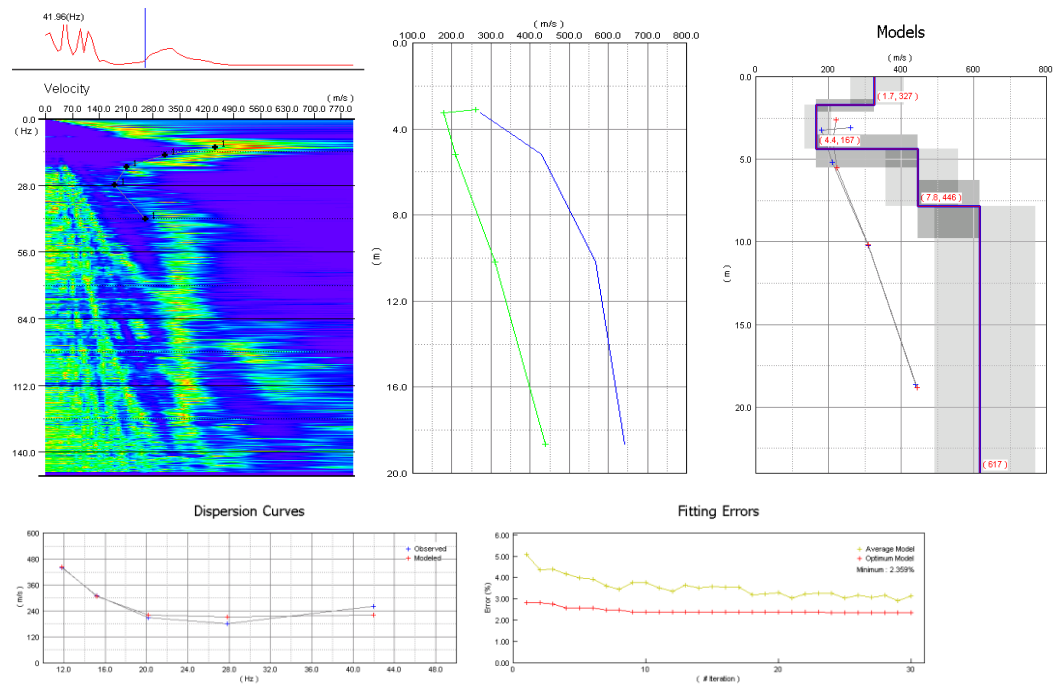 41.96(Hz)
Velocity
( m/s )
0.0 70.0 140.0 210.0 280.0 350.0 420.0 490.0 560.0 630.0 700.0 770.0
( Hz )
0.0
28.0
56.0
84.0
112.0
140.0
1
1
1
( m/s )
100.0 200.0 300.0 400.0 500.0 600.0 700.0 800.0
0.0
4.0
8.0
12.0
16.0
20.0
( m )
Models
( m/s )
0 200 400 600 800
0.0
5.0
10.0
15.0
20.0
( m )
( 1.7, 327)
( 4.4, 167)
( 7.8, 446)
( 617)
Dispersion Curves
600
480
360
240
120
0
( m/s )
Observed
Modeled
12.0 16.0 20.0 24.0 28.0 32.0 36.0 40.0 44.0 48.0
( Hz )
Fitting Errors
6.00
5.00
4.00
3.00
2.00
1.00
0.00
Error (%)
Average Model
Optimum Model
Minimum : 2.359%
0 10 20 30
( # Iteration )